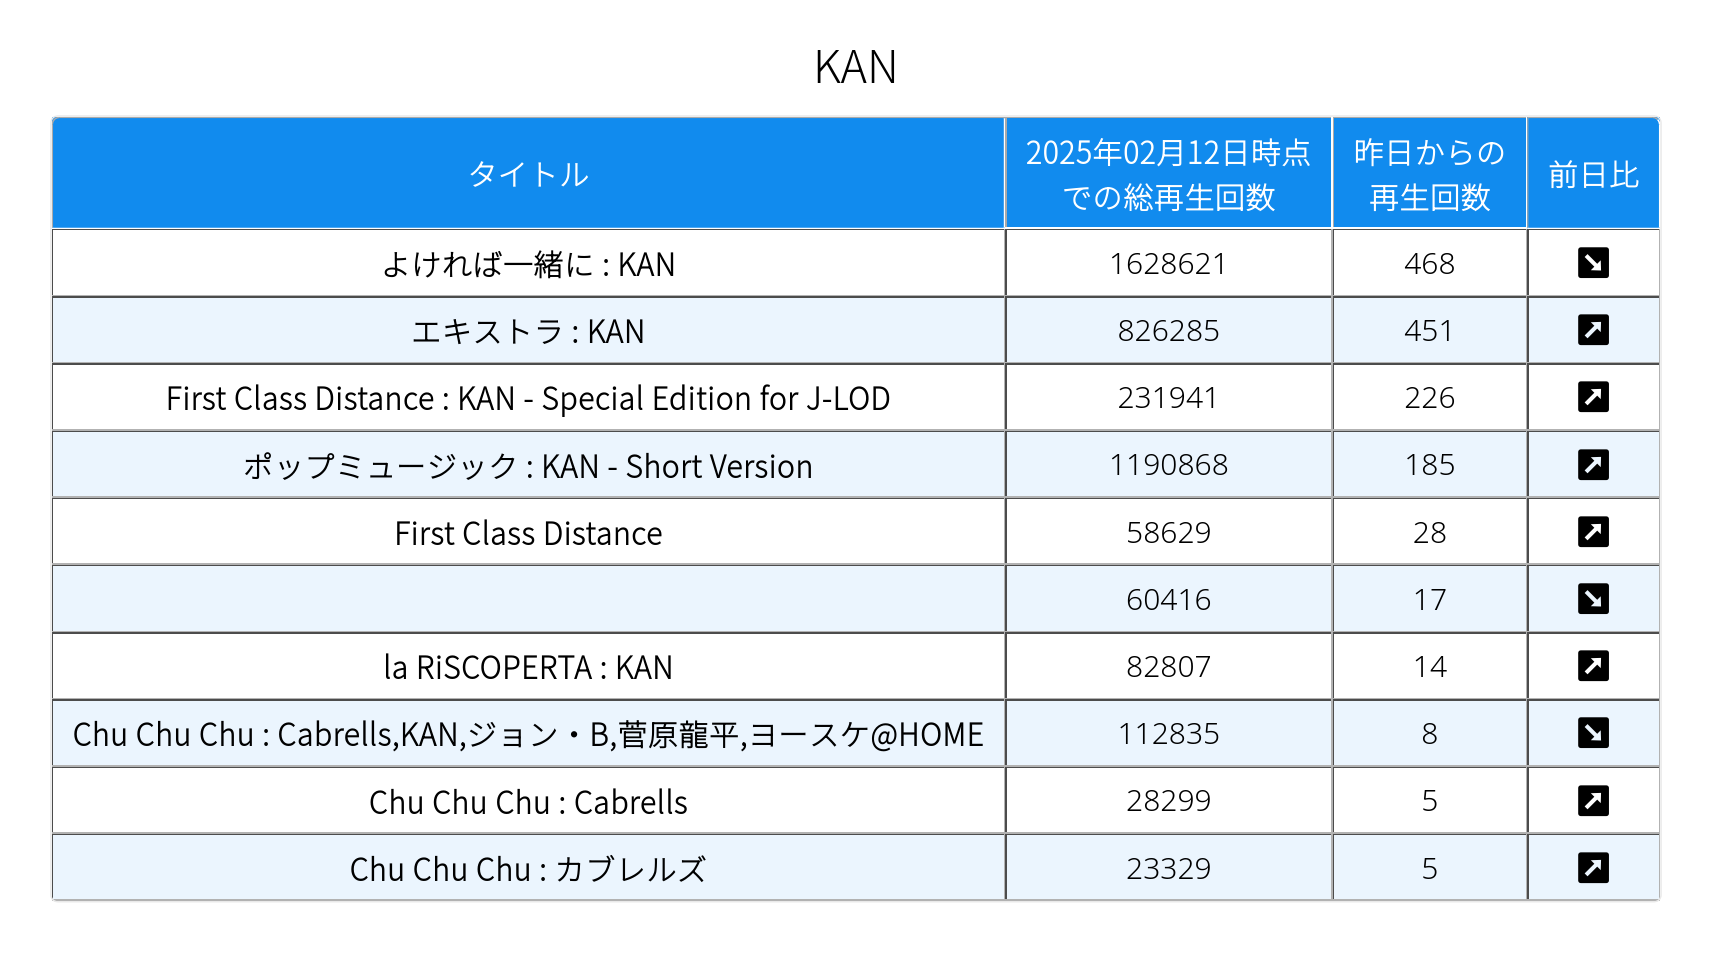 KAN
タイトル 2025年02月12日時点での総再生回数 昨日からの再生回数 前日比
よければ一緒に : KAN 1628621 468 ↘
エキストラ : KAN 826285 451 ↗
First Class Distance : KAN - Special Edition for J-LOD 231941 226 ↗
ポップミュージック : KAN - Short Version 1190868 185 ↗
First Class Distance 58629 28 ↗
60416 17 ↘
la RiSCOPERTA : KAN 82807 14 ↗
Chu Chu Chu : Cabrells,KAN,ジョン・B,菅原龍平,ヨースケ@HOME 112835 8 ↘
Chu Chu Chu : Cabrells 28299 5 ↗
Chu Chu Chu : カブレルズ 23329 5 ↗